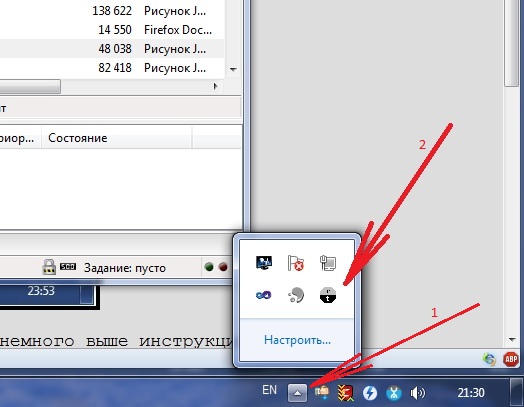 138 622 Рисунок J...
14 550 Firefox Doc...
48 038 Рисунок J...
82 418 Рисунок J...
т
риор... Состояние
Задание: пусто
23:53
немного выше инструкци
2
1
t
Настроить...
ABP
EN
21:30